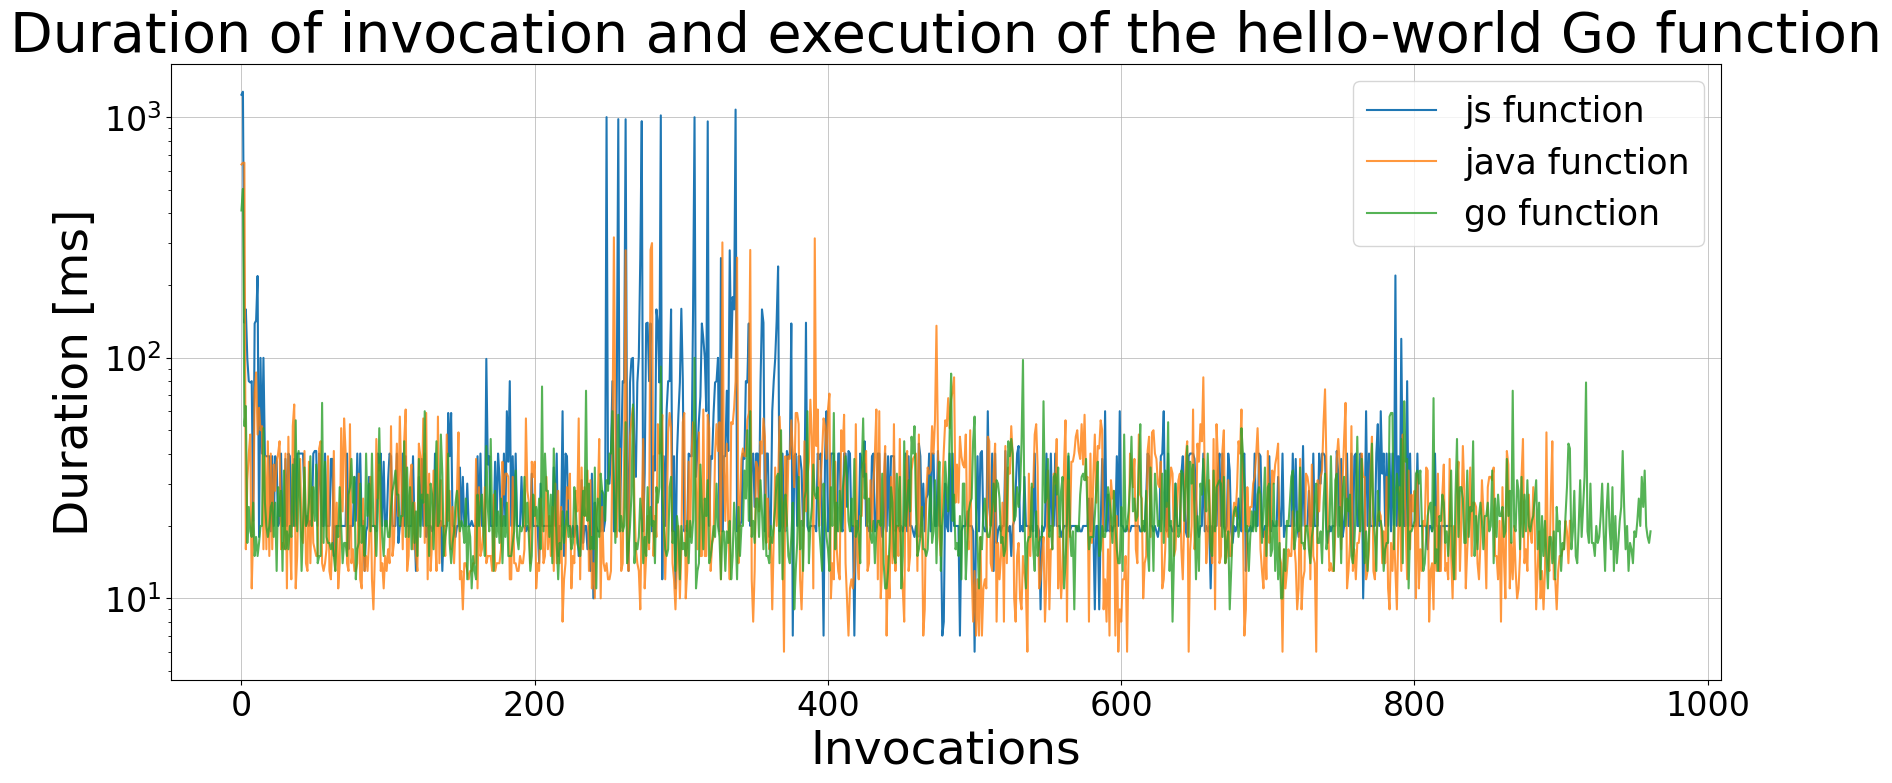 Duration of invocation and execution of the hello-world Go function
Duration [ms]
10³
10²
10¹
js function
java function
go function
0 200 400 600 800 1000
Invocations